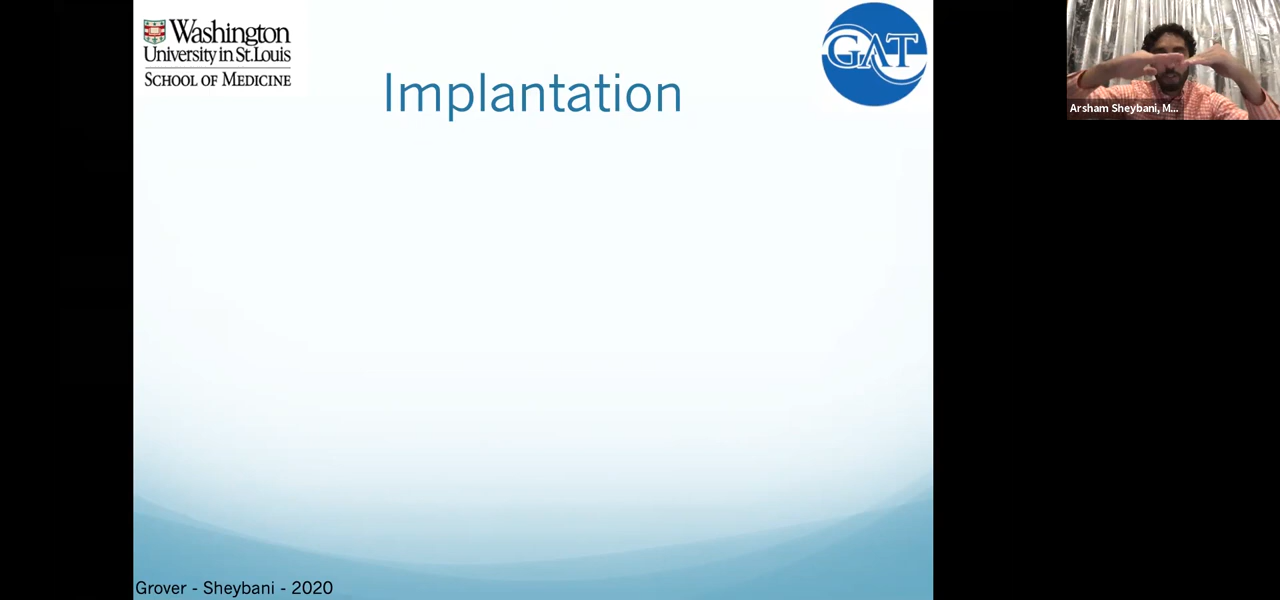 Washington
University in St. Louis
SCHOOL OF MEDICINE
GAT
Implantation
Arsham Sheybani, M...
Grover - Sheybani - 2020